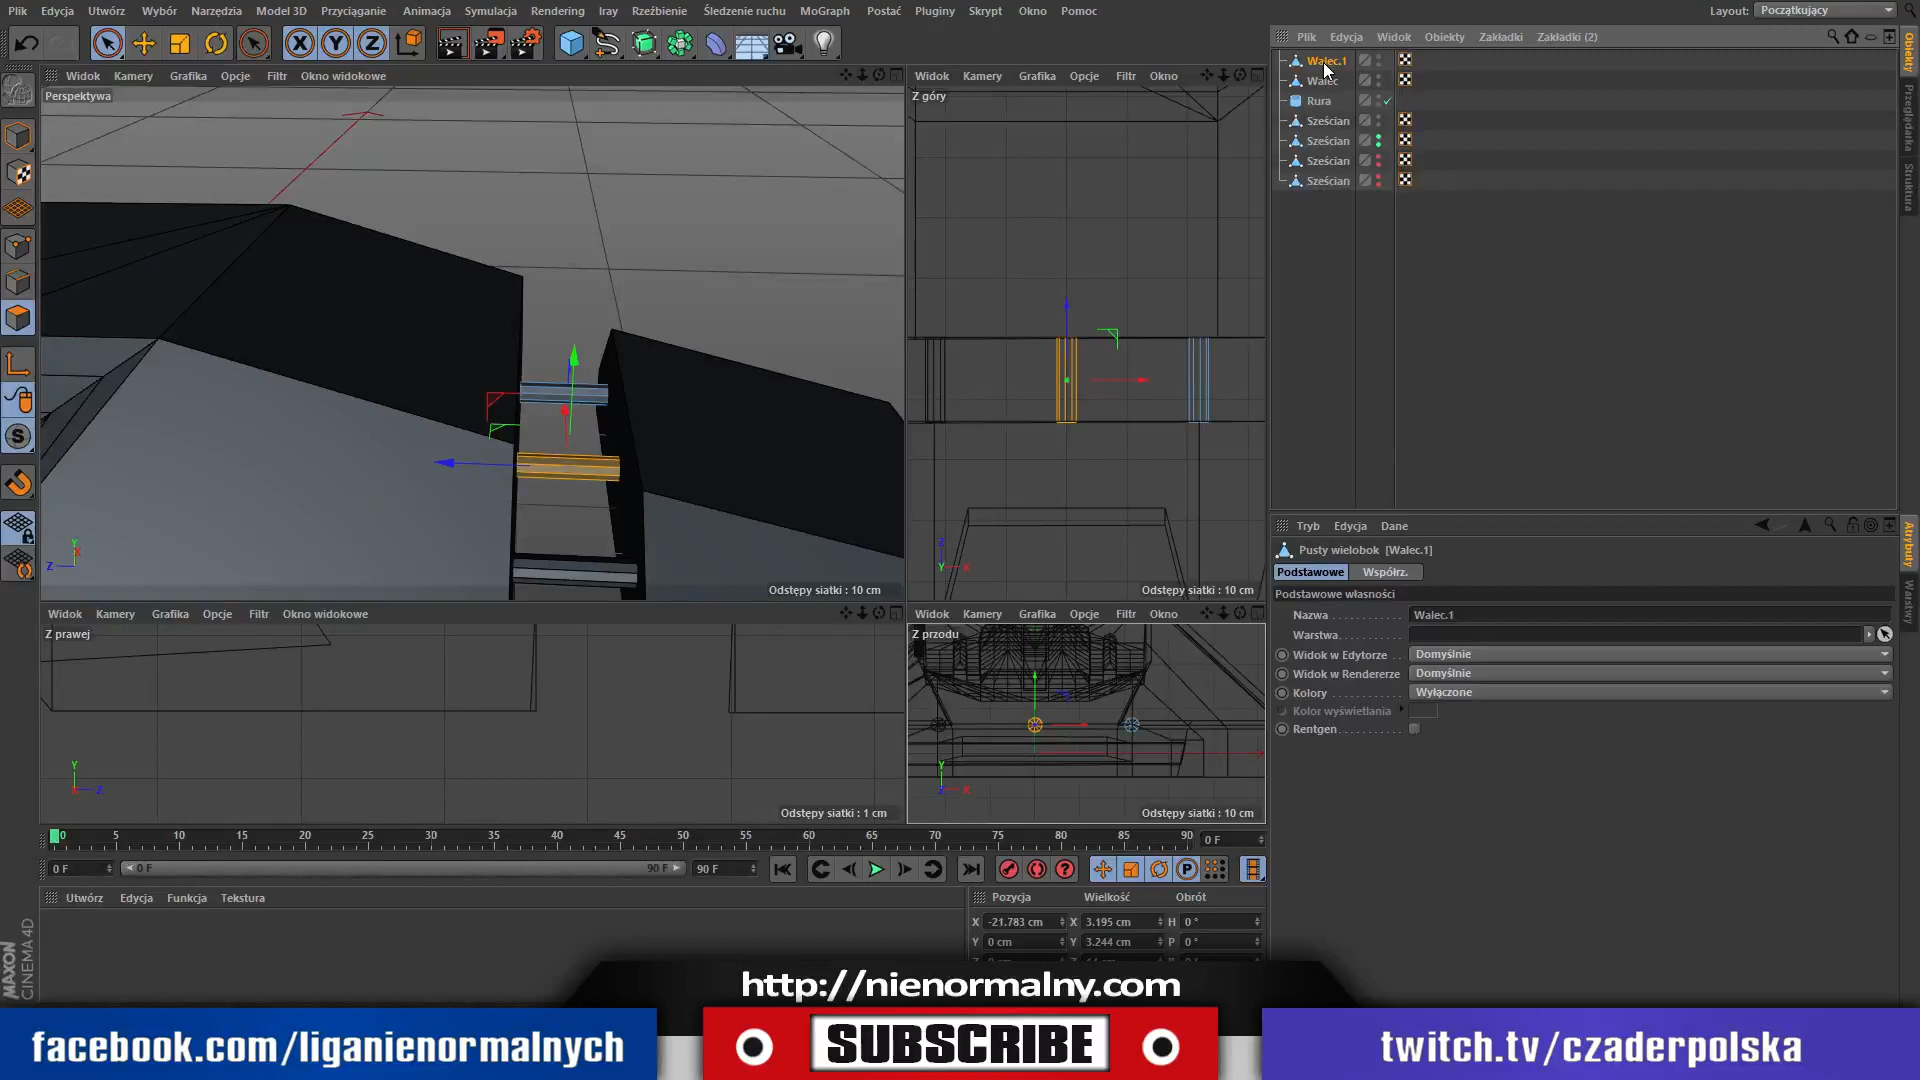 Plik Edycja Utwórz Wybór Narzędzia Model 3D Przyciąganie Animacja Symulacja Rendering Iray Rzeźbienie Śledzenie ruchu MoGraph Postać Pluginy Skrypt Okno Pomoc Layout: Początkujący
Plik Edycja Widok Obiekty Zakładki Zakładki (2)
Widok Kamery Grafika Opcje Filtr Okno widokowe
Perspektywa
Odstępy siatki : 10 cm
Widok Kamery Grafika Opcje Filtr Okno
Z góry
Odstępy siatki : 10 cm
Walec.1
Walec
Rura
Sześcian
Sześcian
Sześcian
Sześcian
Obiekty
Przeglądarka
Struktura
Widok Kamery Grafika Opcje Filtr Okno widokowe
Z prawej
Odstępy siatki : 1 cm
Widok Kamery Grafika Opcje Filtr Okno
Z przodu
Odstępy siatki : 10 cm
Tryb Edycja Dane
Pusty wielobok [Walec.1]
Podstawowe Współrz.
Podstawowe własności
Nazwa Walec.1
Warstwa
Widok w Edytorze Domyślnie
Widok w Rendererze Domyślnie
Kolory Wyłączone
Kolor wyświetlania
Rentgen
Atrybuty
Warstwy
0 5 10 15 20 25 30 35 40 45 50 55 60 65 70 75 80 85 90 0 F
0 F 0 F 90 F 90 F
Utwórz Edycja Funkcja Tekstura
Pozycja Wielkość Obrót
X -21.783 cm X 3.195 cm H 0 °
Y 0 cm Y 3.244 cm P 0 °
MAXON
CINEMA 4D
http://nienormalny.com
facebook.com/liganienormalnych
SUBSCRIBE
twitch.tv/czaderpolska